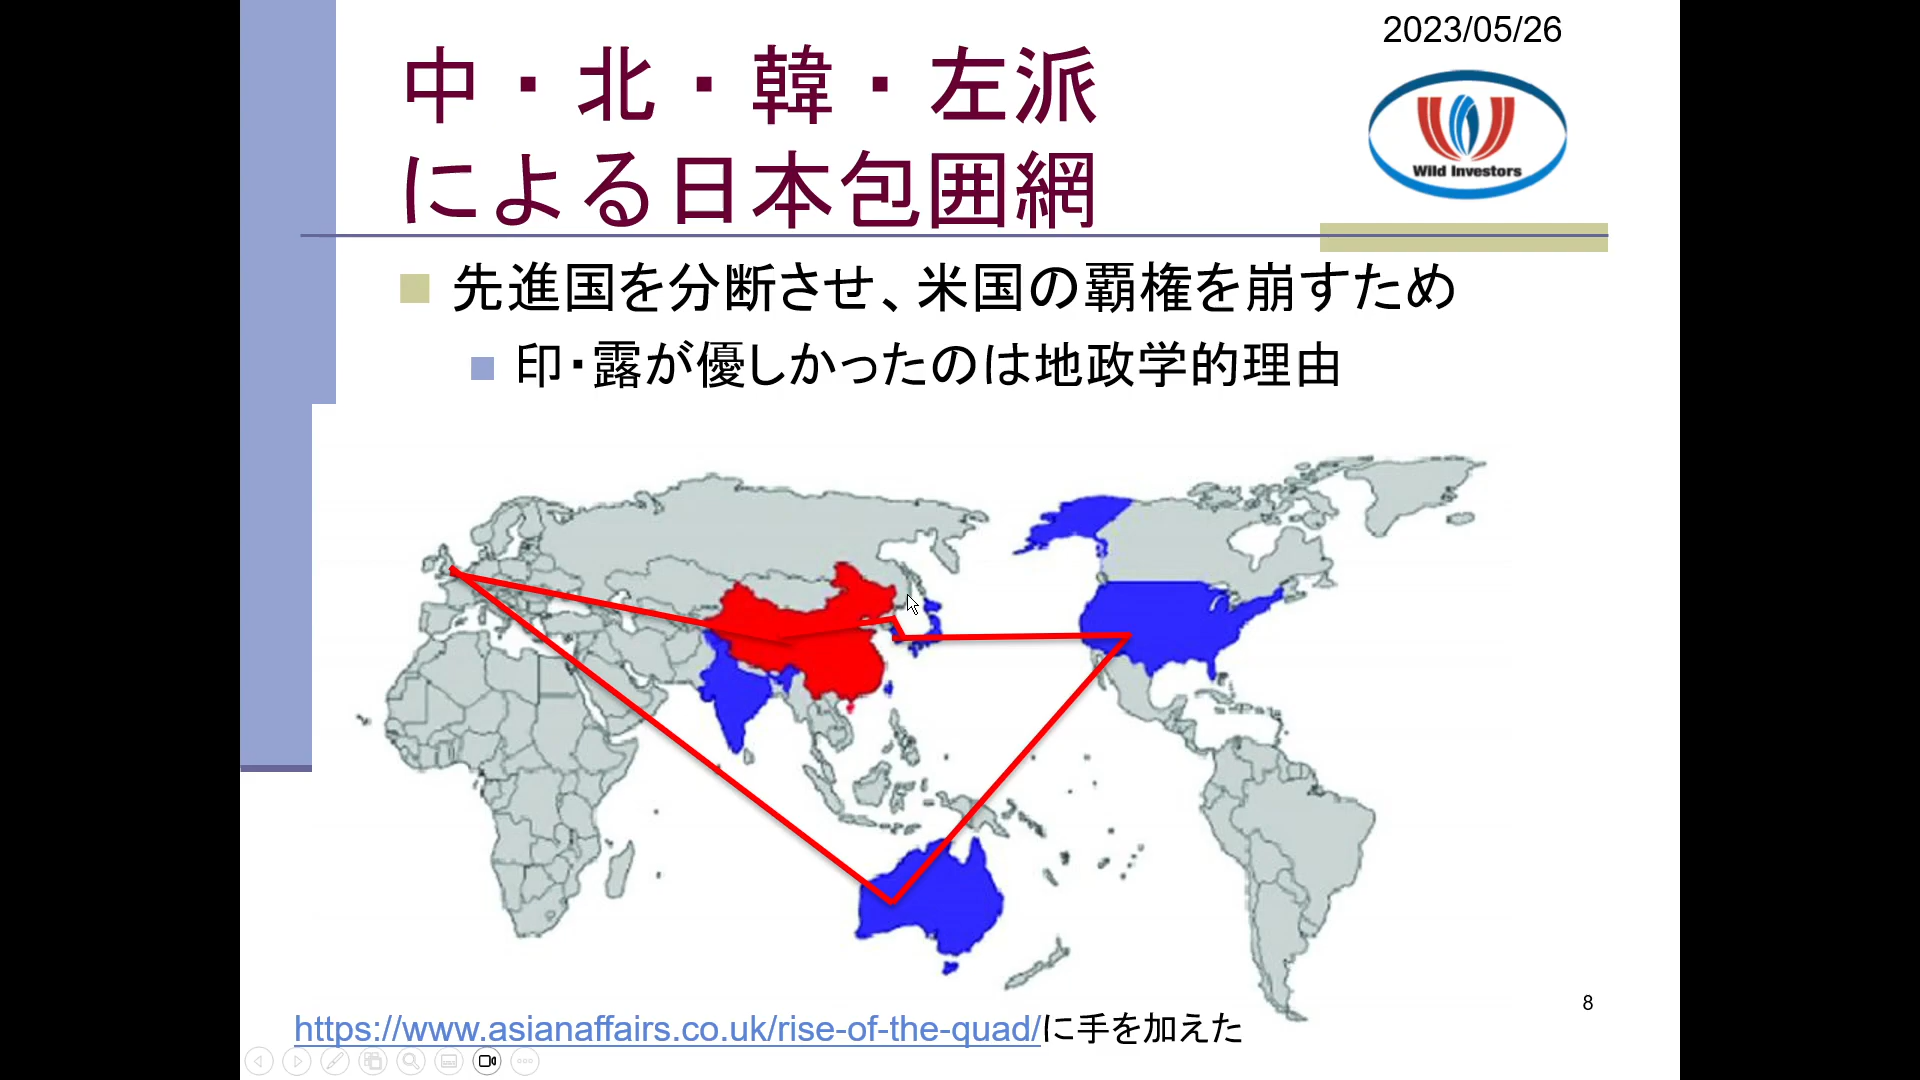 2023/05/26
中・北・韓・左派
による日本包囲網
Wild Investors
先進国を分断させ、米国の覇権を崩すため
印・露が優しかったのは地政学的理由
8
https://www.asianaffairs.co.uk/rise-of-the-quad/に手を加えた